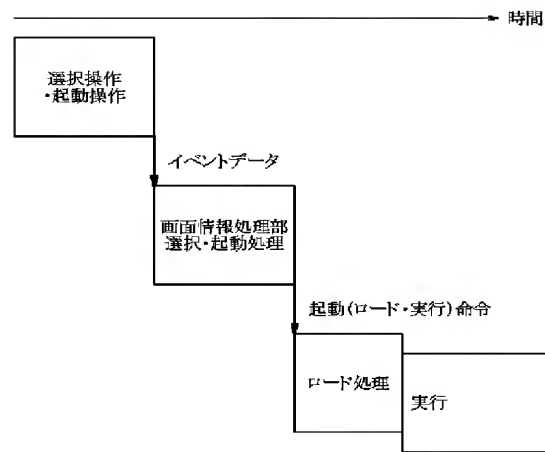 時間
選択操作
・起動操作
イベントデータ
画面情報処理部
選択・起動処理
起動(ロード・実行)命令
ロード処理
実行